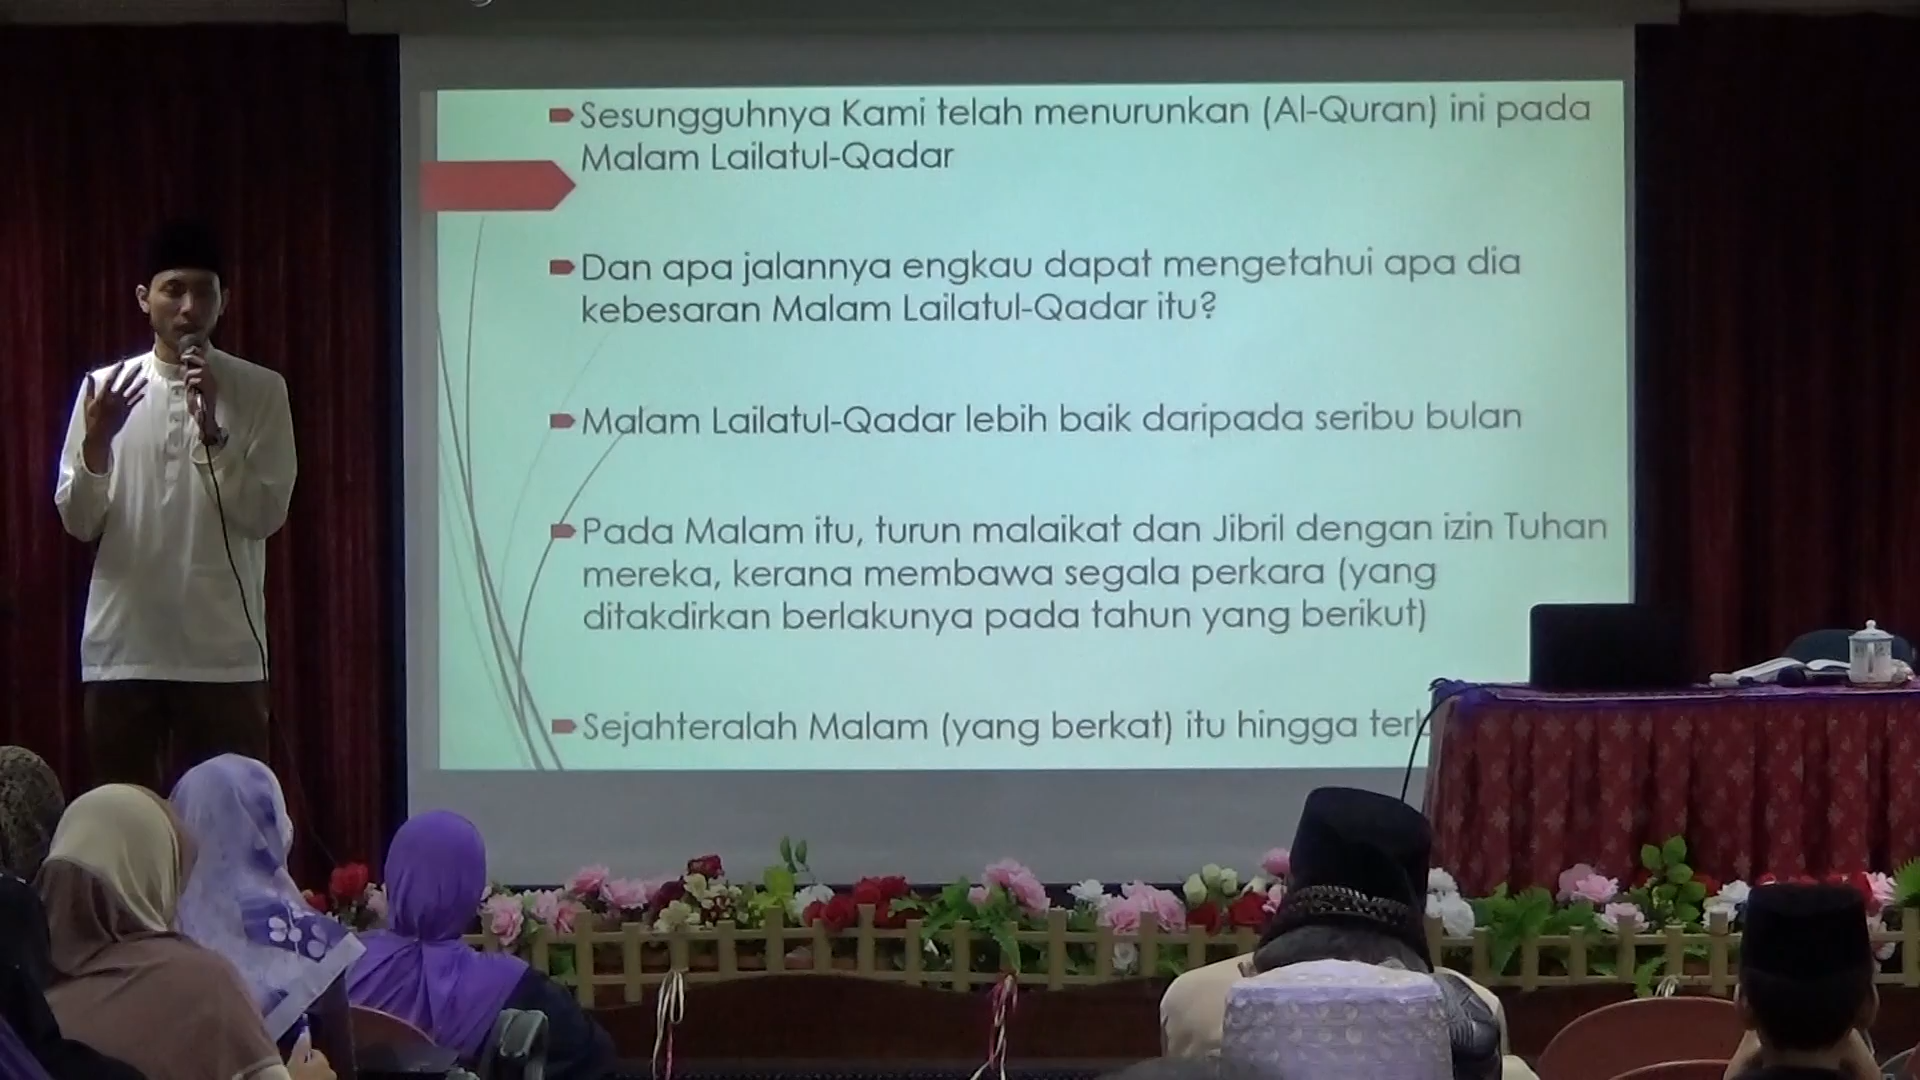 Sesungguhnya Kami telah menurunkan (Al-Quran) ini pada
Malam Lailatul-Qadar
Dan apa jalannya engkau dapat mengetahui apa dia
kebesaran Malam Lailatul-Qadar itu?
Malam Lailatul-Qadar lebih baik daripada seribu bulan
Pada Malam itu, turun malaikat dan Jibril dengan izin Tuhan
mereka, kerana membawa segala perkara (yang
ditakdirkan berlakunya pada tahun yang berikut)
Sejahteralah Malam (yang berkat) itu hingga